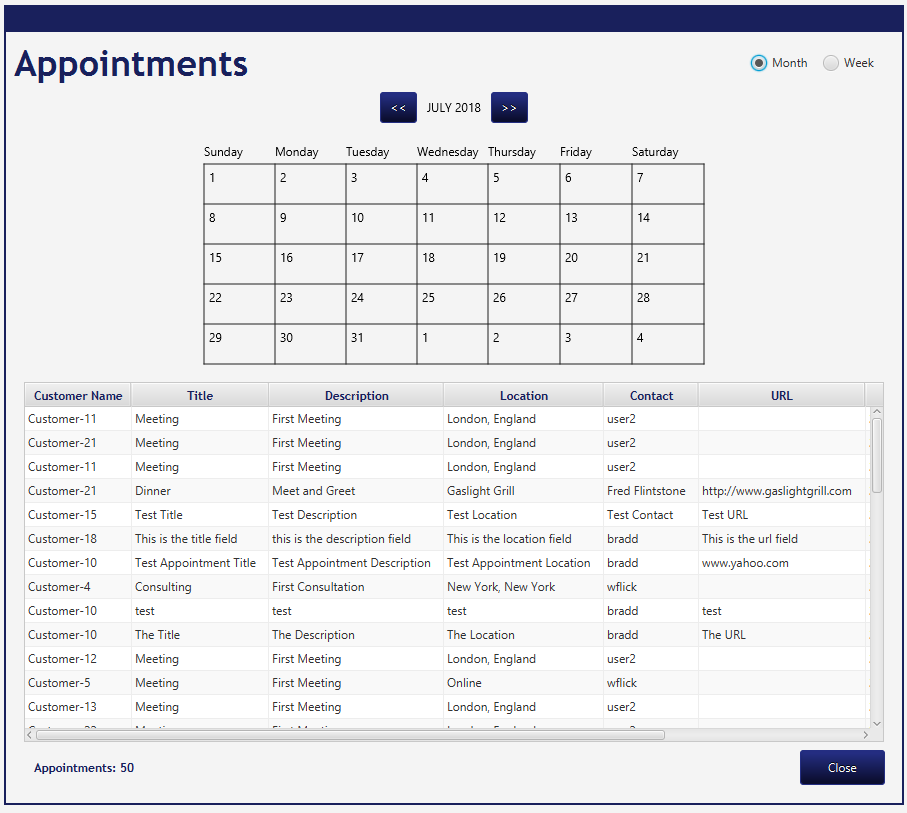 Appointments
Month Week
<< JULY 2018 >>
Sunday Monday Tuesday Wednesday Thursday Friday Saturday
1 2 3 4 5 6 7
8 9 10 11 12 13 14
15 16 17 18 19 20 21
22 23 24 25 26 27 28
29 30 31 1 2 3 4
Customer Name Title Description Location Contact URL
Customer-11 Meeting First Meeting London, England user2
Customer-21 Meeting First Meeting London, England user2
Customer-11 Meeting First Meeting London, England user2
Customer-21 Dinner Meet and Greet Gaslight Grill Fred Flintstone http://www.gaslightgrill.com
Customer-15 Test Title Test Description Test Location Test Contact Test URL
Customer-18 This is the title field this is the description field This is the location field bradd This is the url field
Customer-10 Test Appointment Title Test Appointment Description Test Appointment Location bradd www.yahoo.com
Customer-4 Consulting First Consultation New York, New York wflick
Customer-10 test test test bradd test
Customer-10 The Title The Description The Location bradd The URL
Customer-12 Meeting First Meeting London, England user2
Customer-5 Meeting First Meeting Online wflick
Customer-13 Meeting First Meeting London, England user2
Appointments: 50 Close